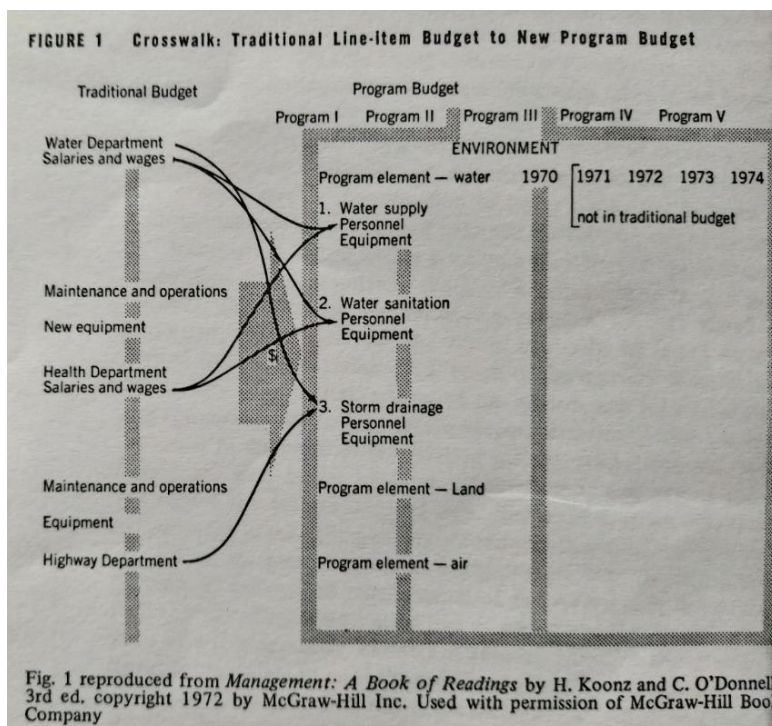 FIGURE 1 Crosswalk: Traditional Line-Item Budget to New Program Budget
Traditional Budget
Program Budget
Program I Program II Program III Program IV Program V
ENVIRONMENT
Water Department
Salaries and wages
Program element — water 1970 1971 1972 1973 1974
not in traditional budget
1. Water supply
Personnel
Equipment
Maintenance and operations
New equipment
2. Water sanitation
Personnel
Equipment
$
Health Department
Salaries and wages
3. Storm drainage
Personnel
Equipment
Maintenance and operations
Program element — Land
Equipment
Highway Department
Program element — air
Fig. 1 reproduced from Management: A Book of Readings by H. Koonz and C. O'Donnell
3rd ed. copyright 1972 by McGraw-Hill Inc. Used with permission of McGraw-Hill Boo
Company